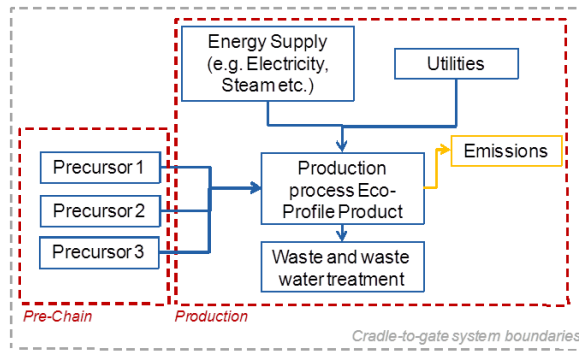 Energy Supply
(e.g. Electricity,
Steam etc.)
Utilities
Emissions
Precursor 1
Precursor 2
Precursor 3
Production
process Eco-
Profile Product
Waste and waste
water treatment
Pre-Chain
Production
Cradle-to-gate system boundaries